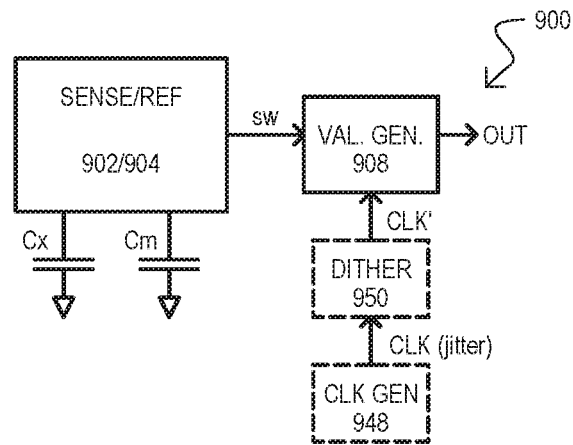 900
SENSE/REF
902/904
sw
VAL. GEN.
908
OUT
Cx
Cm
CLK'
DITHER
950
CLK (jitter)
CLK GEN
948